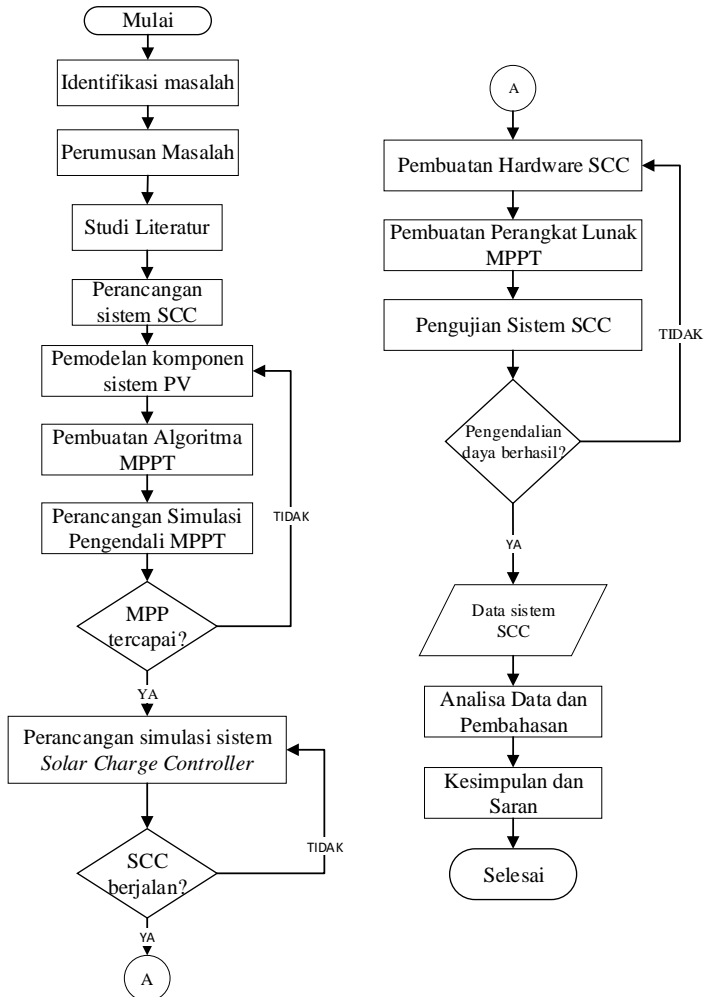 Mulai
Identifikasi masalah
Perumusan Masalah
Studi Literatur
Perancangan
sistem SCC
Pemodelan komponen
sistem PV
Pembuatan Algoritma
MPPT
Perancangan Simulasi
Pengendali MPPT
TIDAK
MPP
tercapai?
YA
Perancangan simulasi sistem
Solar Charge Controller
TIDAK
SCC
berjalan?
YA
A
A
Pembuatan Hardware SCC
Pembuatan Perangkat Lunak
MPPT
Pengujian Sistem SCC
TIDAK
Pengendalian
daya berhasil?
YA
Data sistem
SCC
Analisa Data dan
Pembahasan
Kesimpulan dan
Saran
Selesai